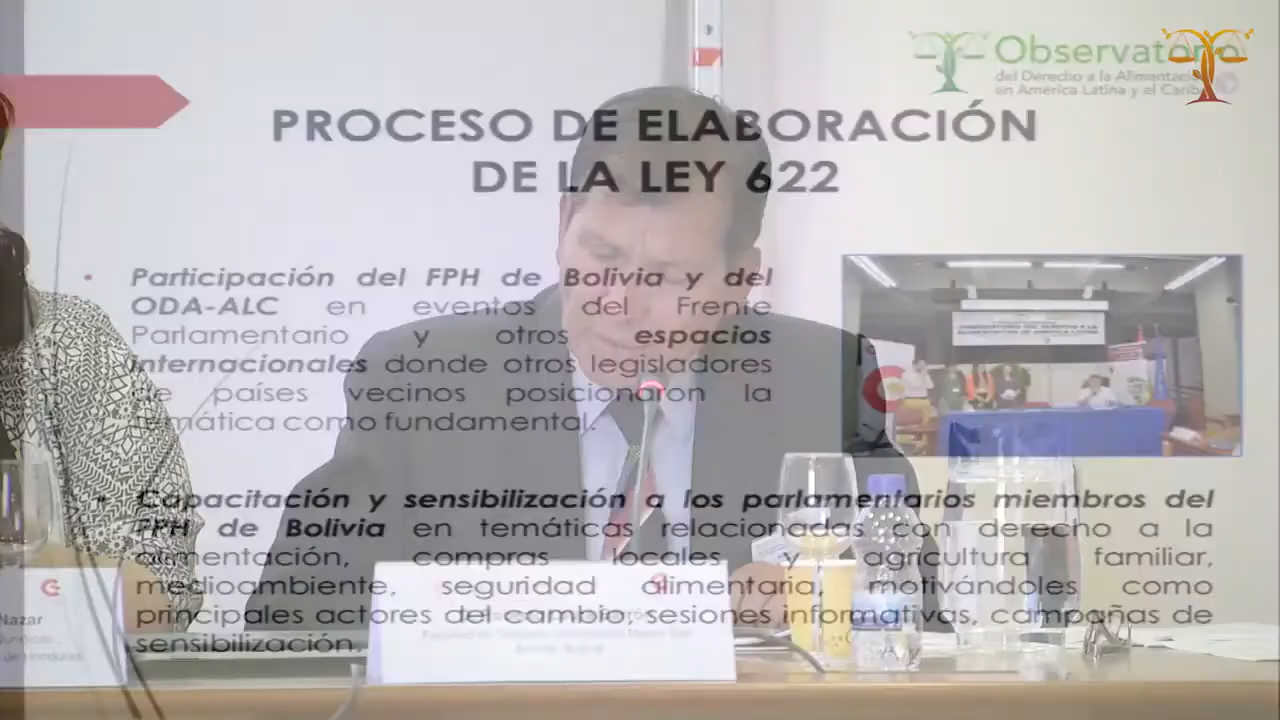 Observatorio
del Derecho a la Alimentación
en América Latina y el Caribe
PROCESO DE ELABORACIÓN
DE LA LEY 622
Participación del FPH de Bolivia y del
ODA-ALC en eventos del Frente
Parlamentario y otros espacios
internacionales donde otros legisladores
de países vecinos posicionaron la
temática como fundamental.
Capacitación y sensibilización a los parlamentarios miembros del
FPH de Bolivia en temáticas relacionadas con derecho a la
alimentación, compras locales y agricultura familiar,
medioambiente, seguridad alimentaria, motivándoles como
principales actores del cambio, sesiones informativas, campañas de
sensibilización.
Nazar
de Honduras